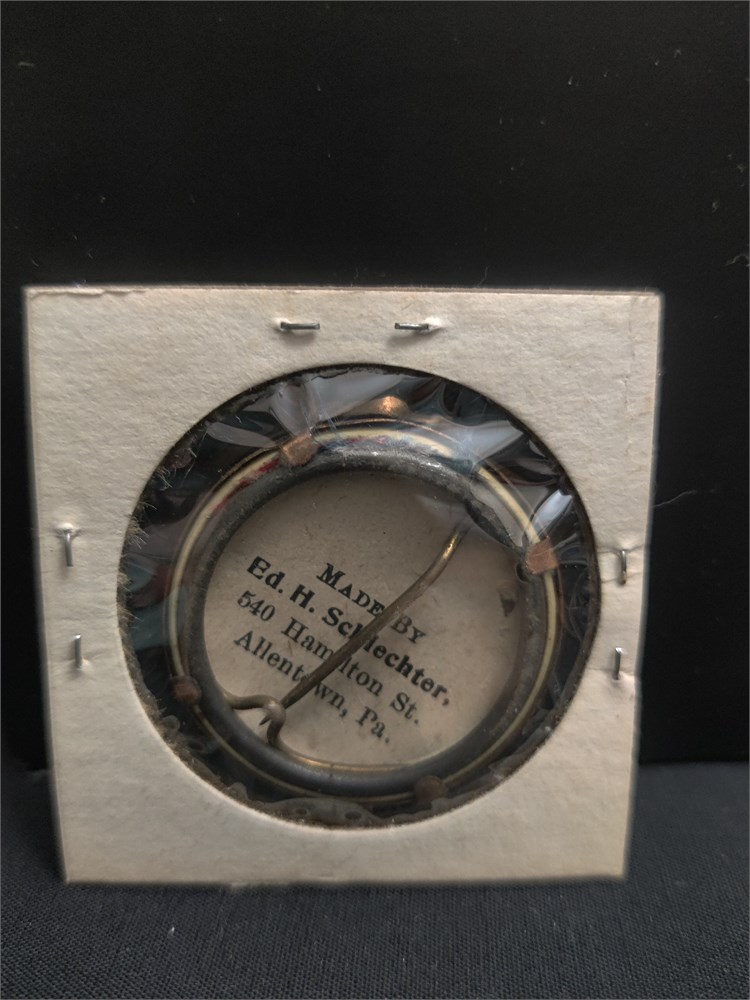 MADE BY
Ed. H. Schlechter,
540 Hamilton St.
Allentown, Pa.